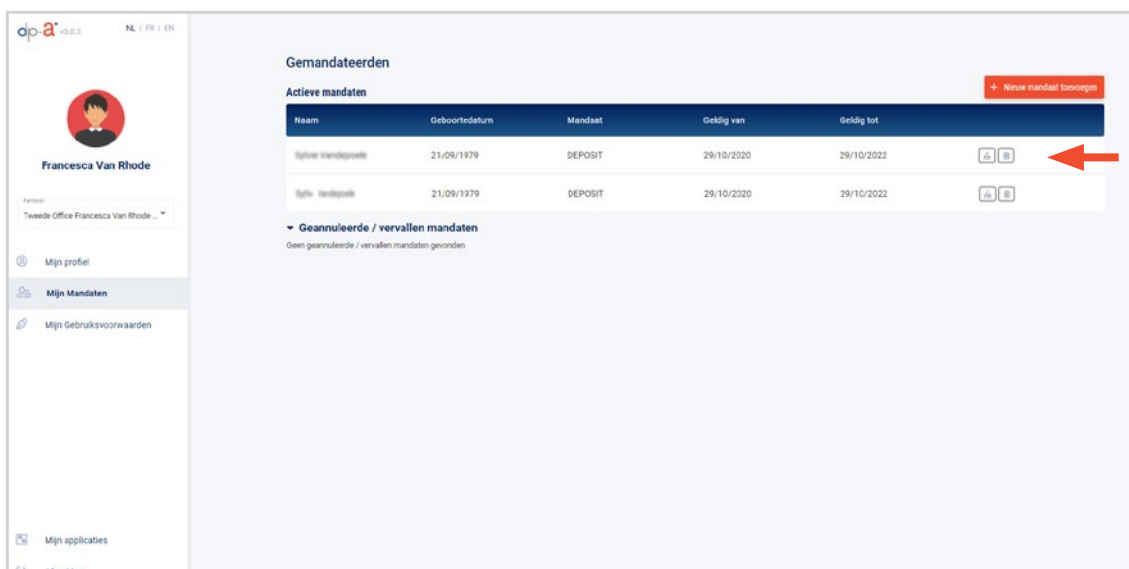 dp-a v3.0.2 NL | FR | EN
Gemandateerden
Actieve mandaten
+ Nieuw mandaat toevoegen
Naam Geboortedatum Mandaat Geldig van Geldig tot
21/09/1979 DEPOSIT 29/10/2020 29/10/2022
21/09/1979 DEPOSIT 29/10/2020 29/10/2022
Geannuleerde / vervallen mandaten
Geen geannuleerde / vervallen mandaten gevonden
Francesca Van Rhode
Kantoor
Tweede Office Francesca Van Rhode ...
Mijn profiel
Mijn Mandaten
Mijn Gebruiksvoorwaarden
Mijn applicaties